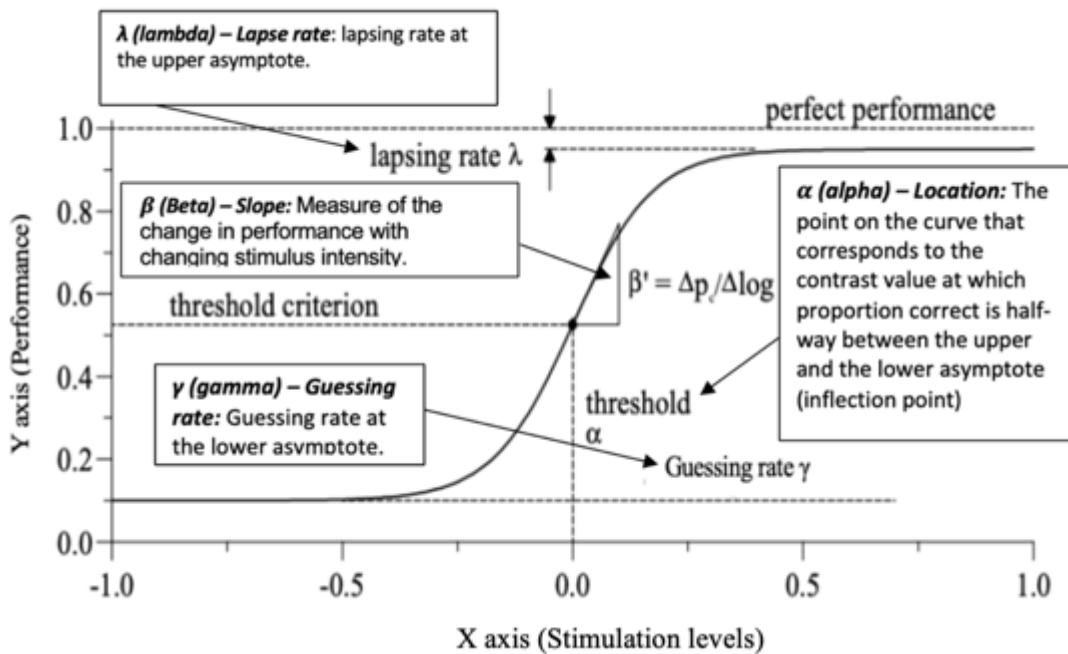 λ (lambda) – Lapse rate: lapsing rate at
the upper asymptote.
perfect performance
lapsing rate λ
β (Beta) – Slope: Measure of the
change in performance with
changing stimulus intensity.
α (alpha) – Location: The
point on the curve that
corresponds to the
contrast value at which
proportion correct is half-
way between the upper
and the lower asymptote
(inflection point)
β' = Δp꜀/Δlog
threshold criterion
γ (gamma) – Guessing
rate: Guessing rate at
the lower asymptote.
threshold
α
Guessing rate γ
Y axis (Performance)
1.0
0.8
0.6
0.4
0.2
0.0
-1.0 -0.5 0.0 0.5 1.0
X axis (Stimulation levels)